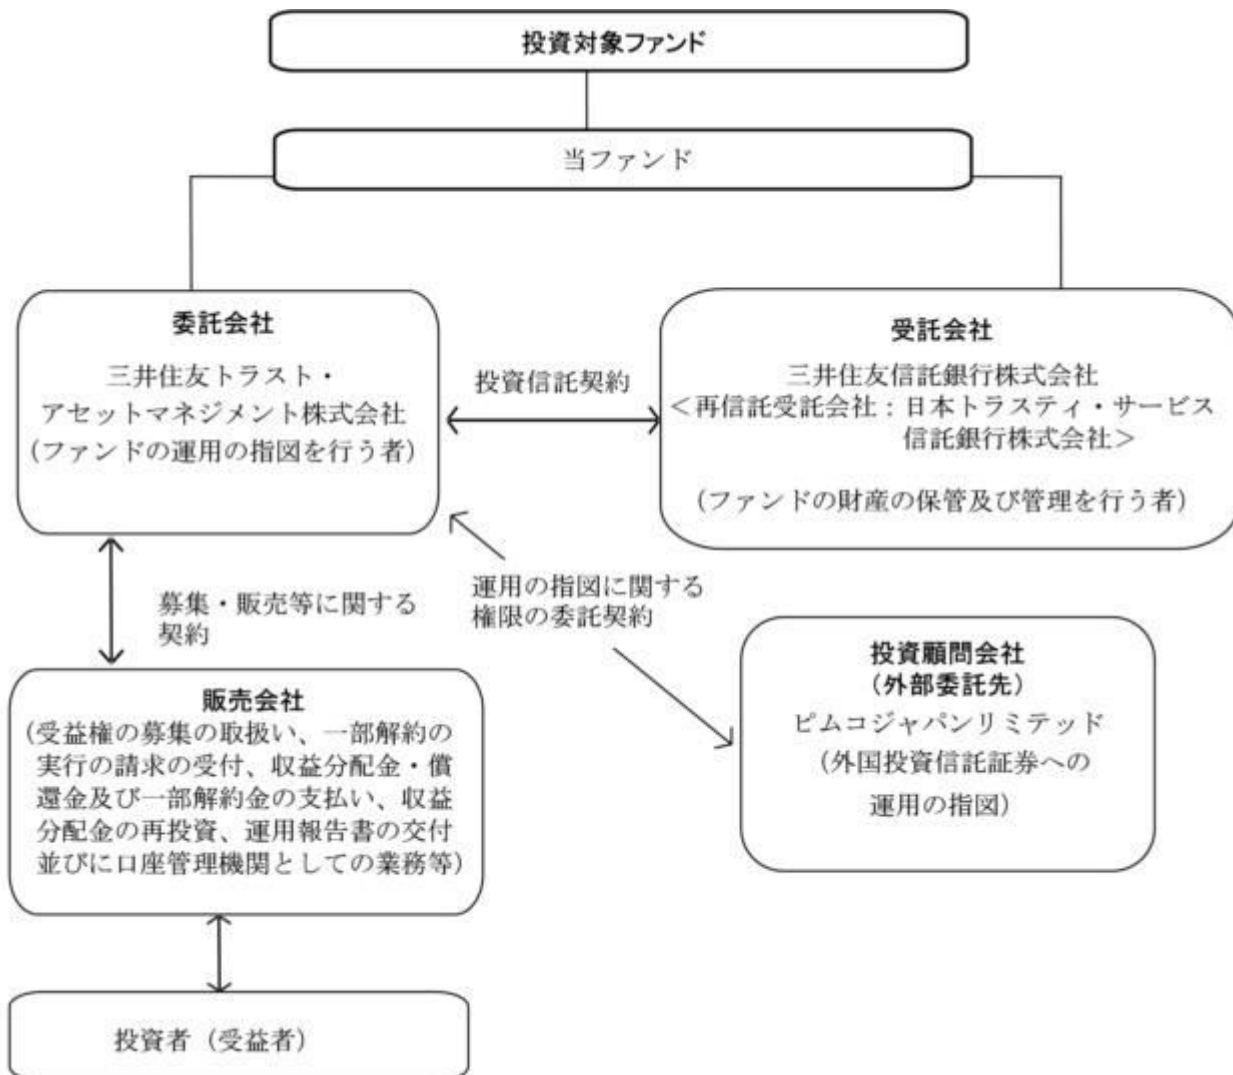 投資対象ファンド
当ファンド
委託会社
三井住友トラスト・
アセットマネジメント株式会社
(ファンドの運用の指図を行う者)
投資信託契約
受託会社
三井住友信託銀行株式会社
<再信託受託会社：日本トラスティ・サービス
信託銀行株式会社>
(ファンドの財産の保管及び管理を行う者)
募集・販売等に関する
契約
運用の指図に関する
権限の委託契約
投資顧問会社
(外部委託先)
ピムコジャパンリミテッド
(外国投資信託証券への
運用の指図)
販売会社
(受益権の募集の取扱い、一部解約の
実行の請求の受付、収益分配金・償
還金及び一部解約金の支払い、収益
分配金の再投資、運用報告書の交付
並びに口座管理機関としての業務等)
投資者（受益者）